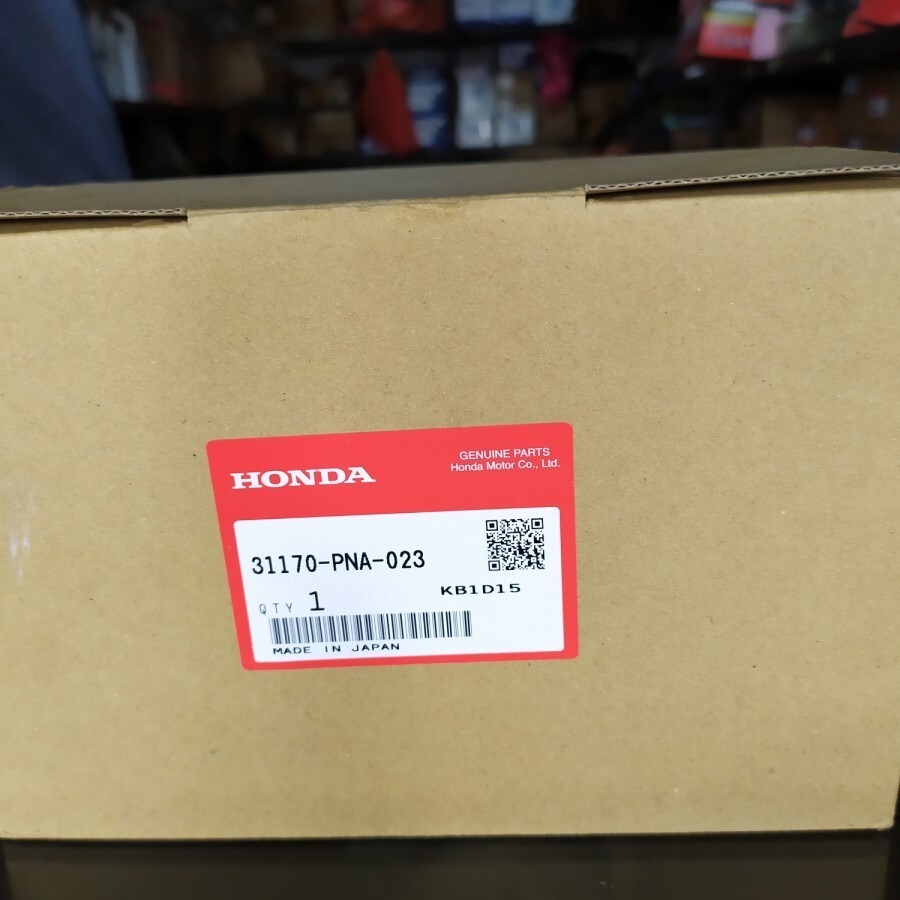 HONDA
GENUINE PARTS
Honda Motor Co., Ltd.
31170-PNA-023
KB1D15
QTY 1
MADE IN JAPAN